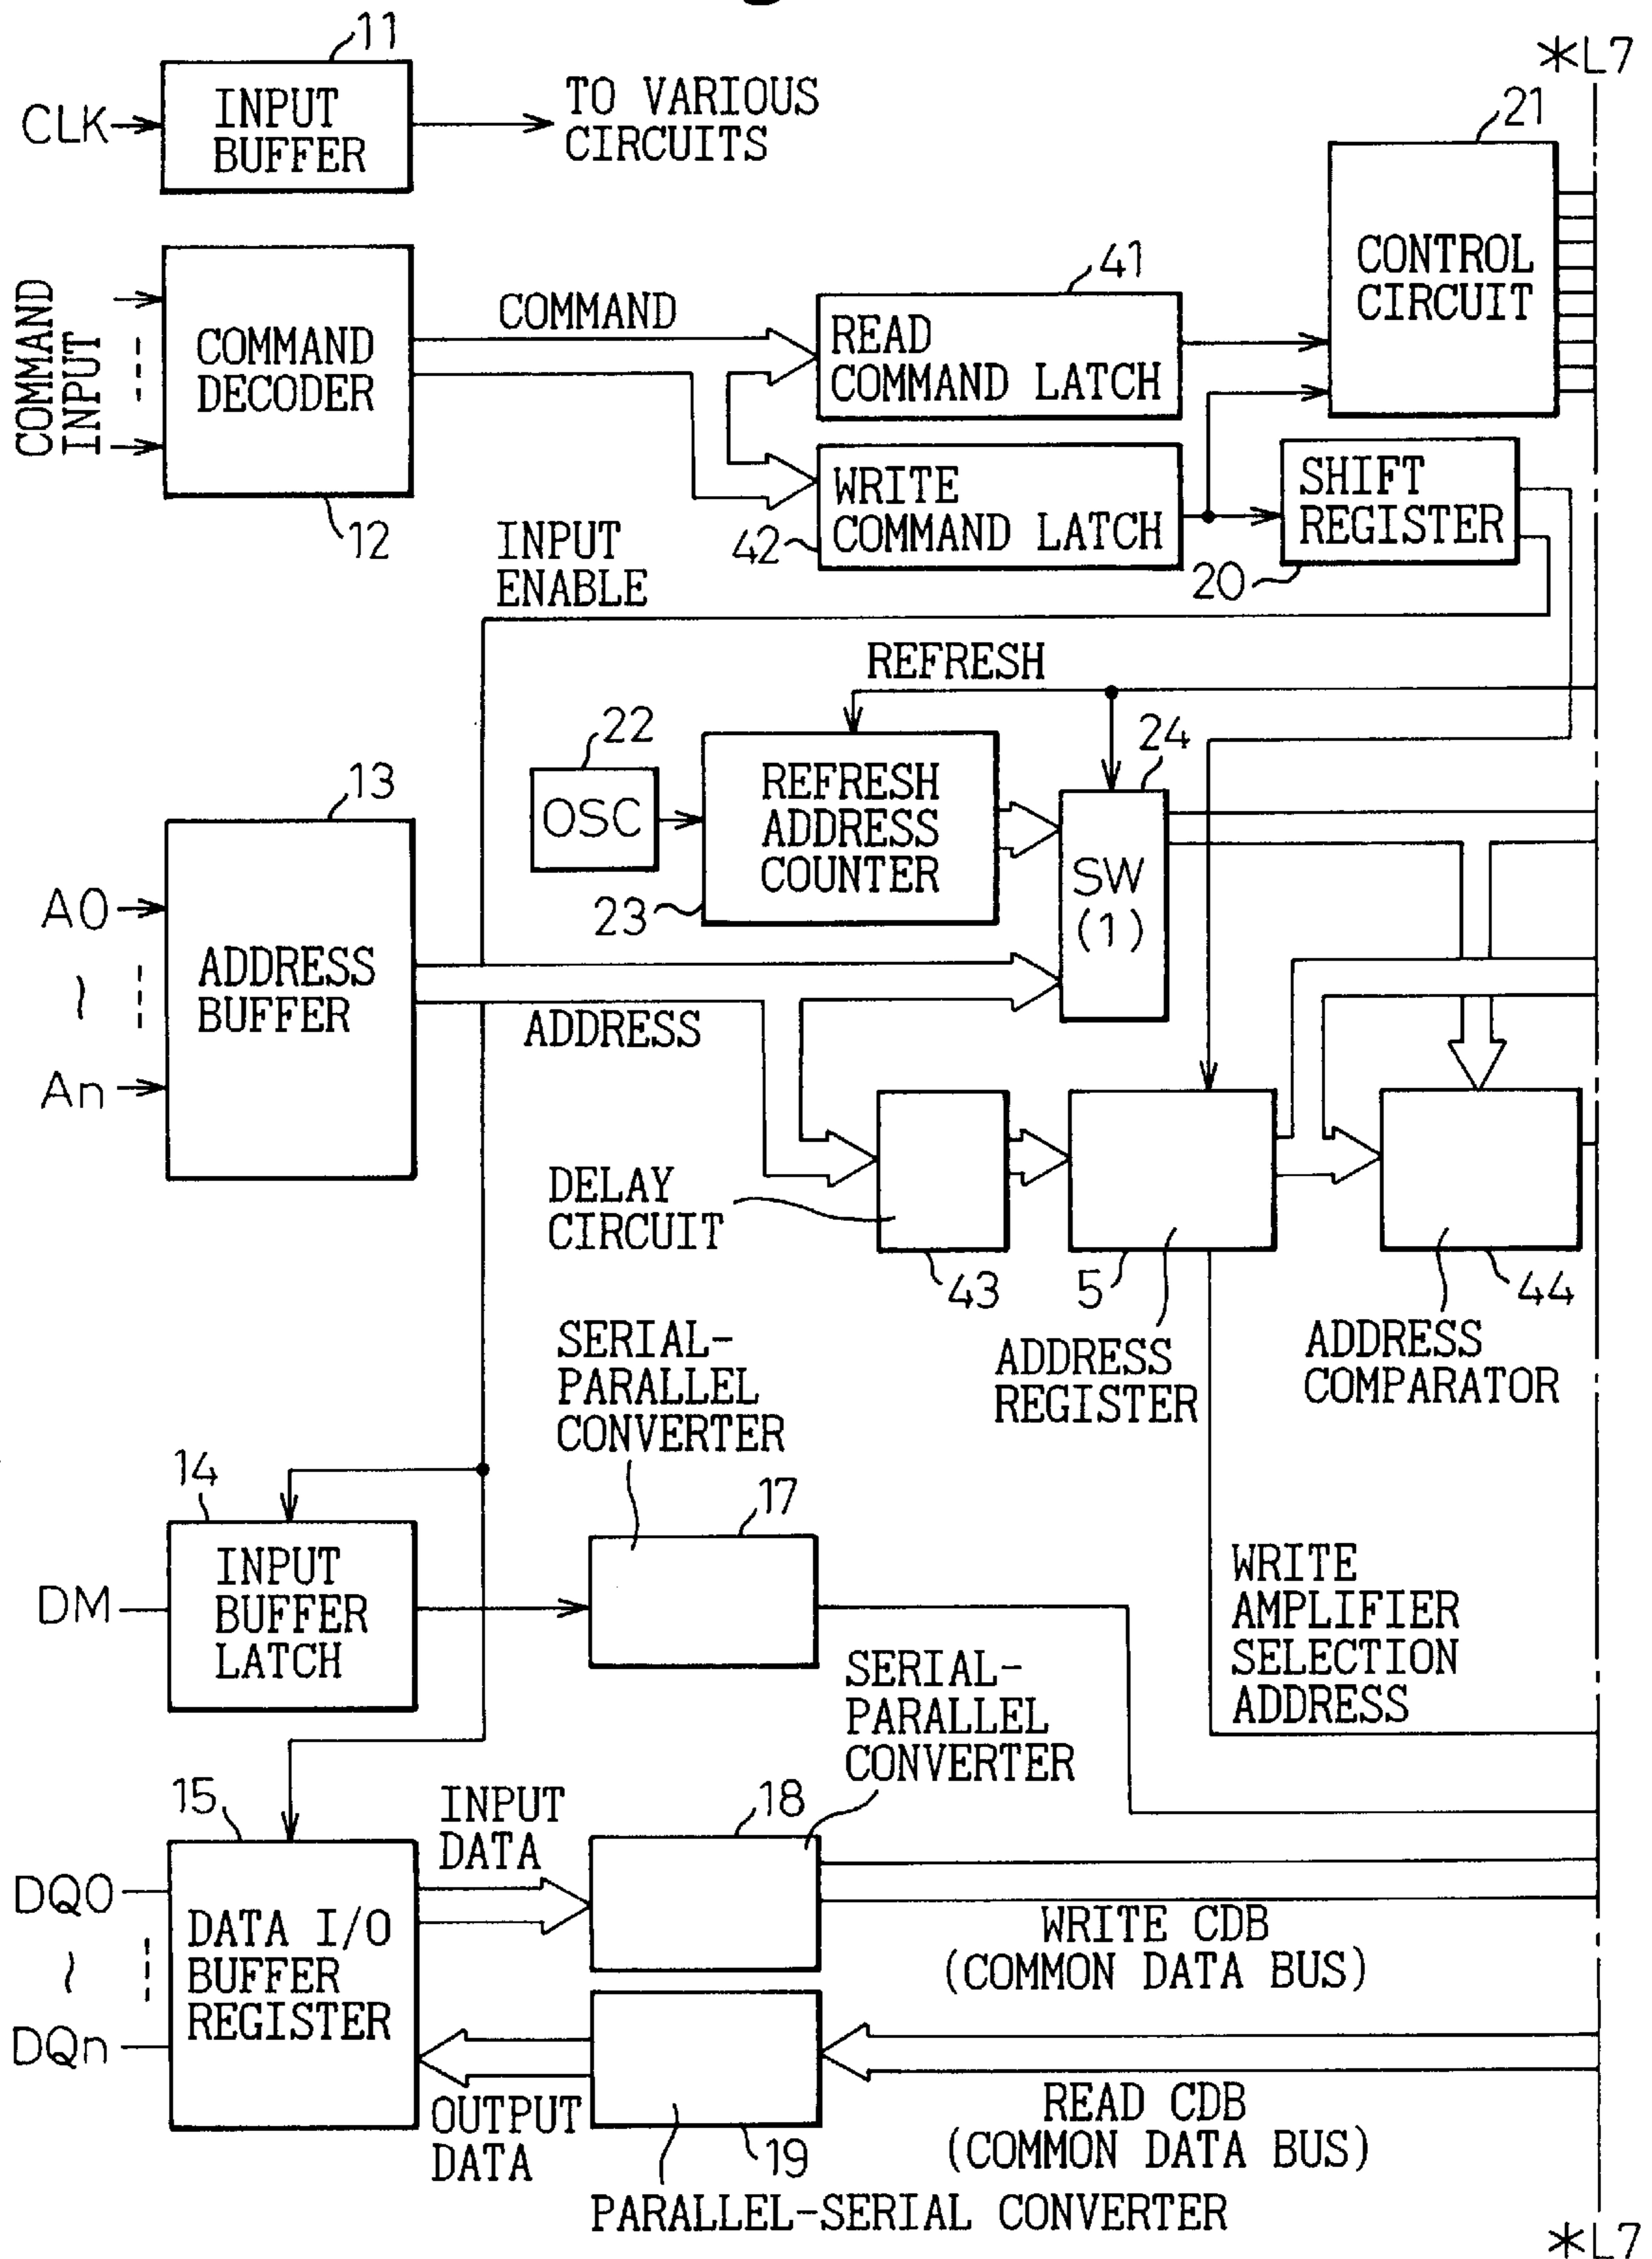 *L7
11
CLK
INPUT
BUFFER
TO VARIOUS
CIRCUITS
21
CONTROL
CIRCUIT
COMMAND
INPUT
COMMAND
DECODER
12
COMMAND
41
READ
COMMAND LATCH
WRITE
COMMAND LATCH
42
SHIFT
REGISTER
20
INPUT
ENABLE
REFRESH
22
OSC
REFRESH
ADDRESS
COUNTER
23
24
SW
(1)
13
A0
~
An
ADDRESS
BUFFER
ADDRESS
DELAY
CIRCUIT
43
5
44
ADDRESS
REGISTER
ADDRESS
COMPARATOR
SERIAL-
PARALLEL
CONVERTER
14
17
DM
INPUT
BUFFER
LATCH
WRITE
AMPLIFIER
SELECTION
ADDRESS
SERIAL-
PARALLEL
CONVERTER
15
INPUT
DATA
18
DQ0
~
DQn
DATA I/O
BUFFER
REGISTER
WRITE CDB
(COMMON DATA BUS)
OUTPUT
DATA
19
READ CDB
(COMMON DATA BUS)
PARALLEL-SERIAL CONVERTER
*L7